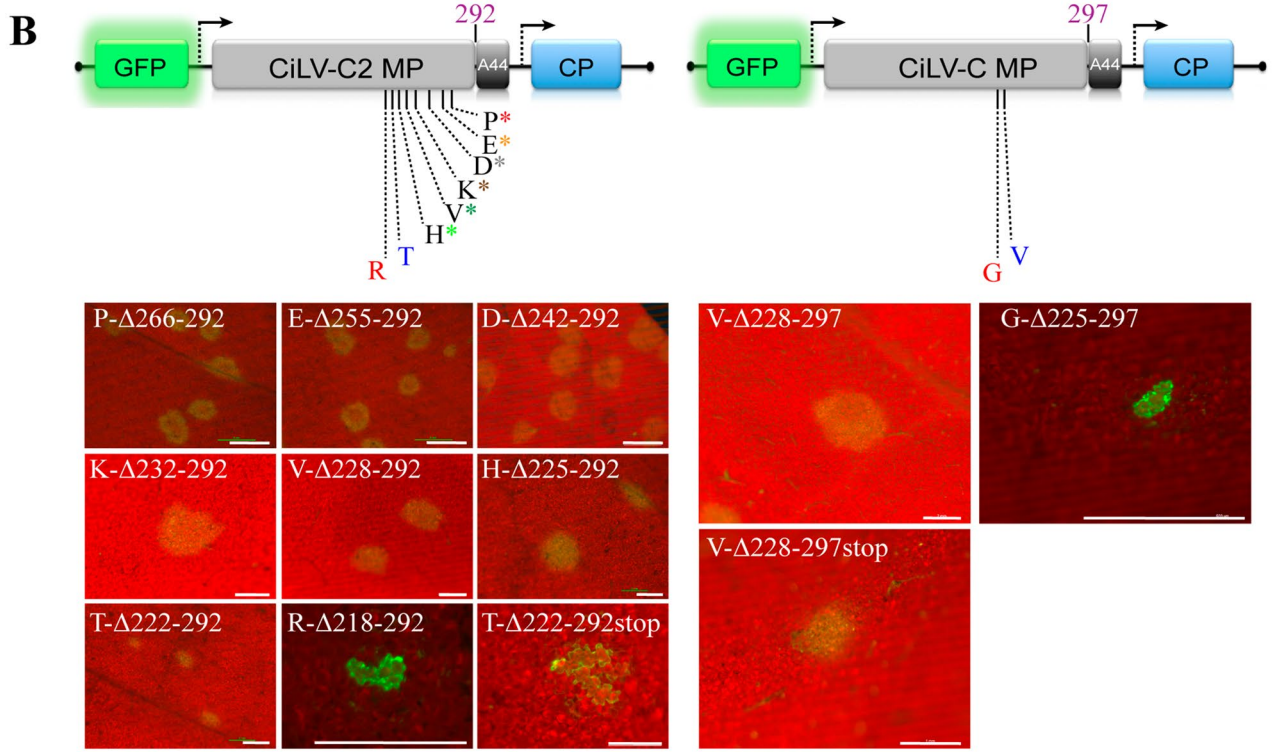 B
292
GFP
CiLV-C2 MP
A44
CP
P*
E*
D*
K*
V*
H*
T
R
297
GFP
CiLV-C MP
A44
CP
V
G
P-Δ266-292
E-Δ255-292
D-Δ242-292
K-Δ232-292
V-Δ228-292
H-Δ225-292
T-Δ222-292
R-Δ218-292
T-Δ222-292stop
V-Δ228-297
G-Δ225-297
V-Δ228-297stop